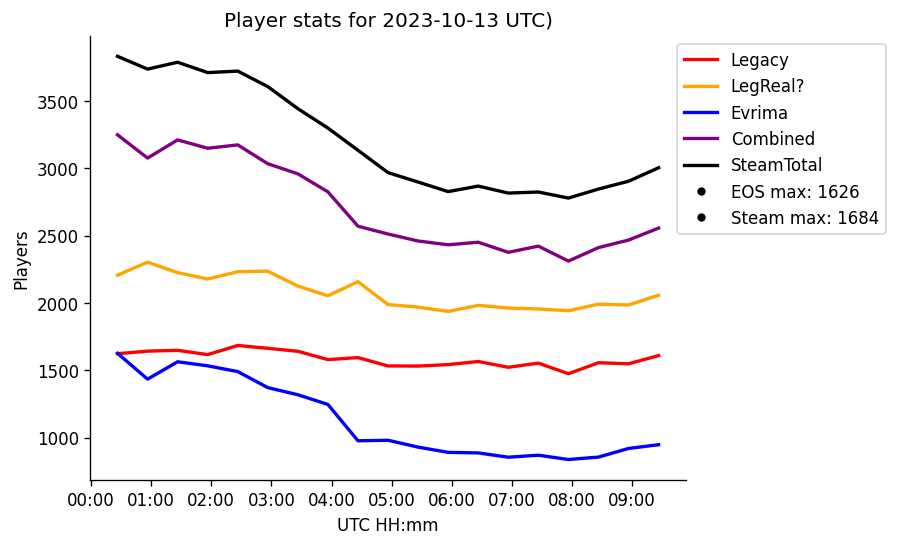 Player stats for 2023-10-13 UTC)
Legacy
LegReal?
Evrima
Combined
SteamTotal
EOS max: 1626
Steam max: 1684
Players
3500
3000
2500
2000
1500
1000
00:00 01:00 02:00 03:00 04:00 05:00 06:00 07:00 08:00 09:00
UTC HH:mm